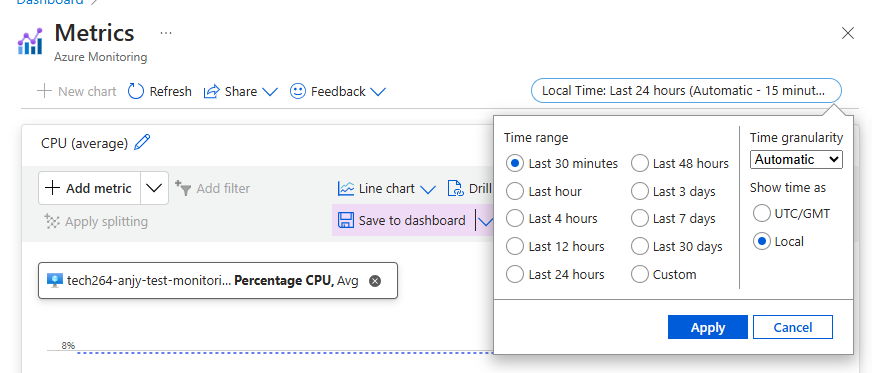 Dashboard >
Metrics ...
Azure Monitoring
New chart Refresh Share Feedback
Local Time: Last 24 hours (Automatic - 15 minut...
CPU (average)
Add metric Add filter Line chart Drill
Apply splitting Save to dashboard
tech264-anjy-test-monitori... Percentage CPU, Avg
8%
Time range
Last 30 minutes Last 48 hours
Last hour Last 3 days
Last 4 hours Last 7 days
Last 12 hours Last 30 days
Last 24 hours Custom
Time granularity
Automatic
Show time as
UTC/GMT
Local
Apply Cancel